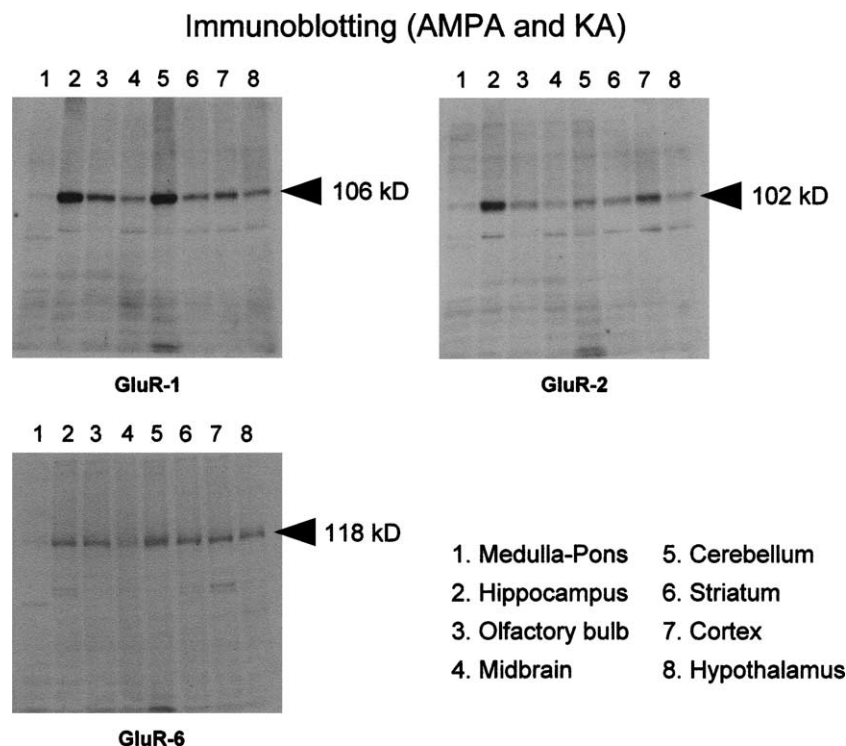 Immunoblotting (AMPA and KA)
1 2 3 4 5 6 7 8
106 kD
GluR-1
1 2 3 4 5 6 7 8
102 kD
GluR-2
1 2 3 4 5 6 7 8
118 kD
GluR-6
1. Medulla-Pons
2. Hippocampus
3. Olfactory bulb
4. Midbrain
5. Cerebellum
6. Striatum
7. Cortex
8. Hypothalamus